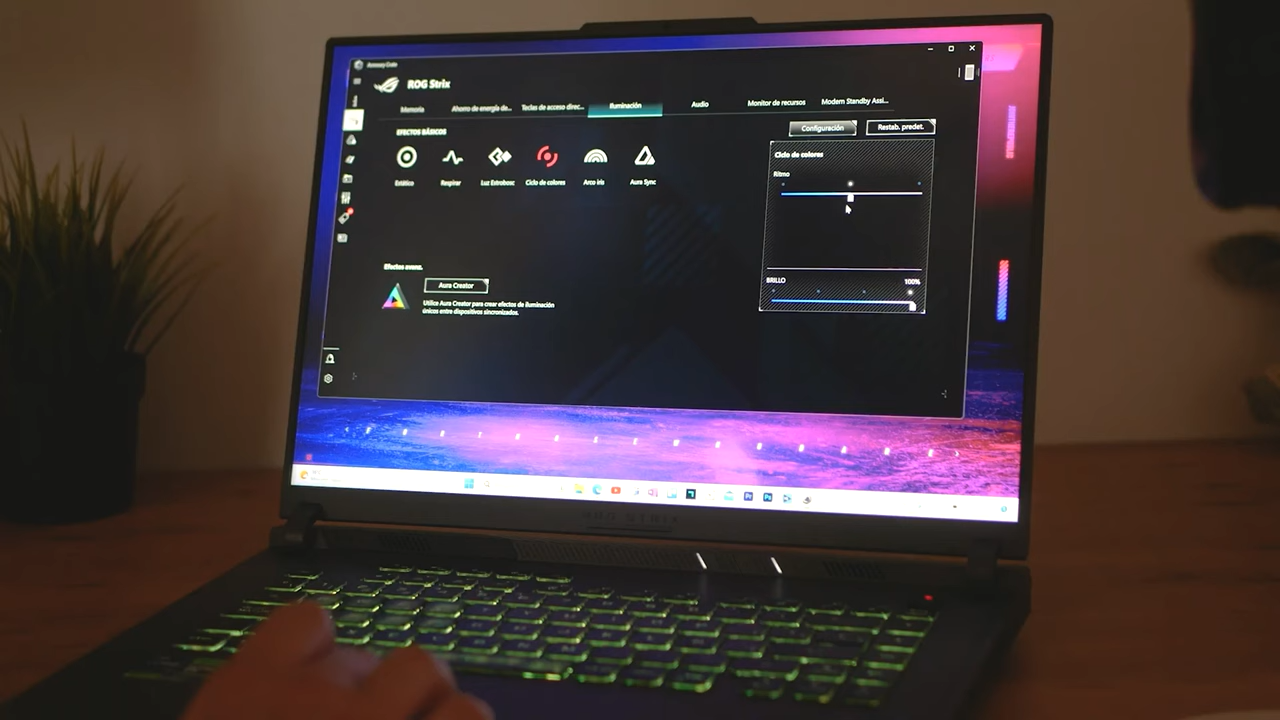 Armoury Crate
ROG Strix
Memoria
Ahorro de energía de...
Teclas de acceso direc...
Iluminación
Audio
Monitor de recursos
Modern Standby Assi...
EFECTOS BÁSICOS
Configuración
Restab. predet.
Estático
Respirar
Luz Estrobosc
Ciclo de colores
Arco iris
Aura Sync
Ciclo de colores
Ritmo
BRILLO
100%
Efectos avanz.
Aura Creator
Utilice Aura Creator para crear efectos de iluminación
únicos entre dispositivos sincronizados.
Pr
Ps